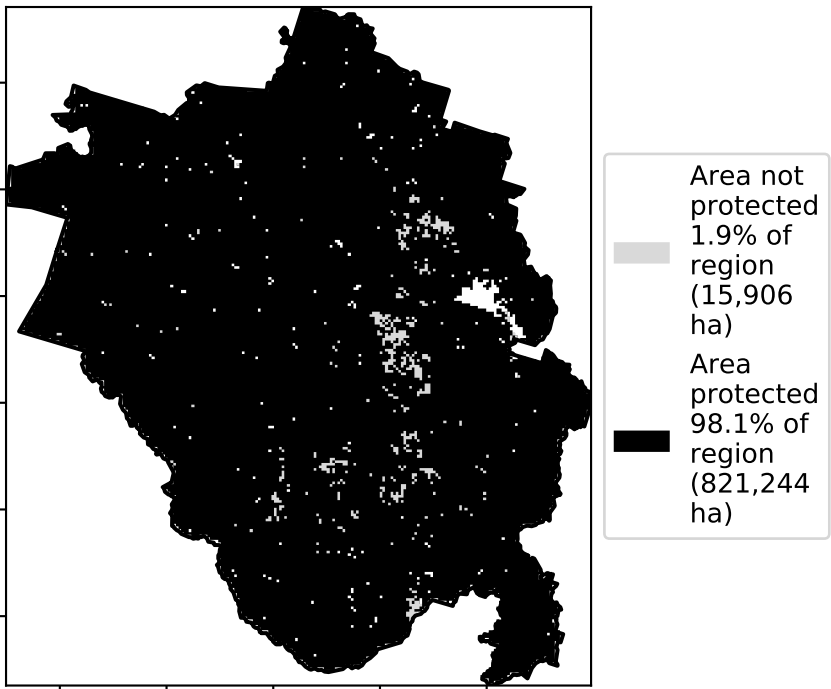 Area not
protected
1.9% of
region
(15,906
ha)
Area
protected
98.1% of
region
(821,244
ha)